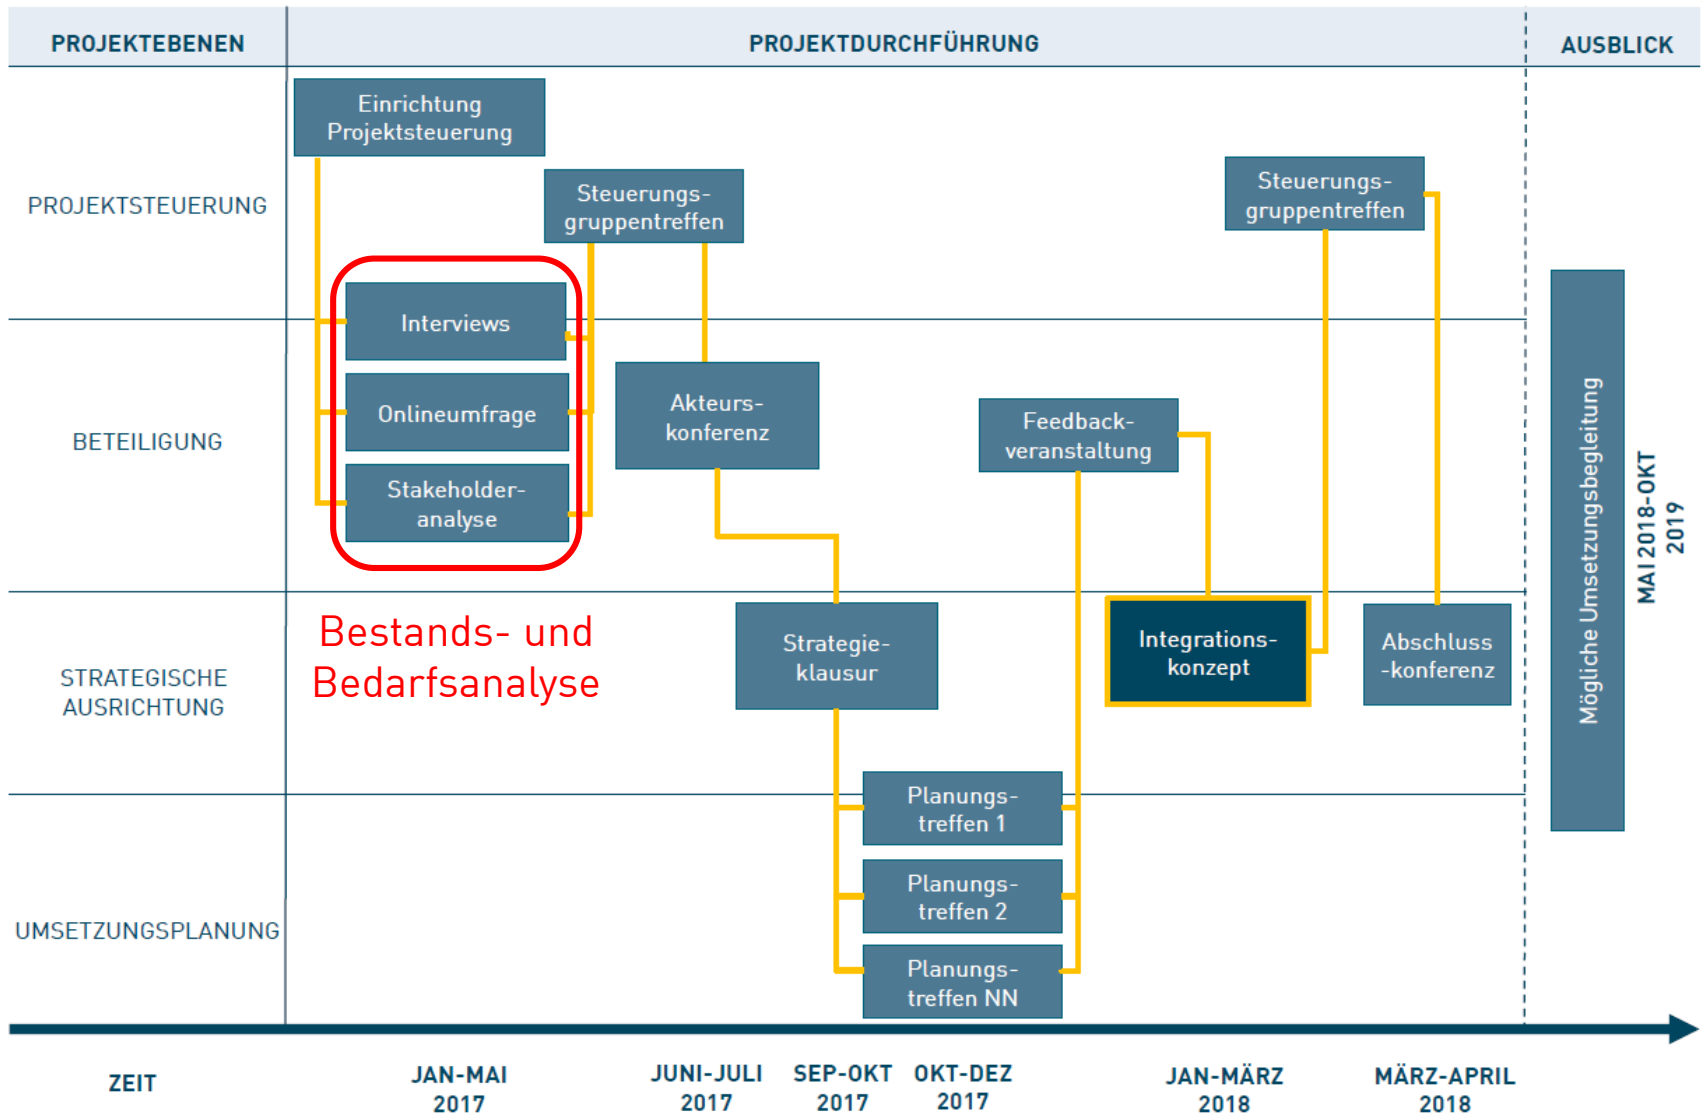 PROJEKTEBENEN
PROJEKTDURCHFÜHRUNG
AUSBLICK
Einrichtung
Projektsteuerung
PROJEKTSTEUERUNG
Steuerungs-
gruppentreffen
Steuerungs-
gruppentreffen
Interviews
Onlineumfrage
Stakeholder-
analyse
BETEILIGUNG
Akteurs-
konferenz
Feedback-
veranstaltung
Bestands- und
Bedarfsanalyse
STRATEGISCHE
AUSRICHTUNG
Strategie-
klausur
Integrations-
konzept
Abschluss
-konferenz
Mögliche Umsetzungsbegleitung
MAI 2018-OKT
2019
UMSETZUNGSPLANUNG
Planungs-
treffen 1
Planungs-
treffen 2
Planungs-
treffen NN
ZEIT
JAN-MAI
2017
JUNI-JULI
2017
SEP-OKT
2017
OKT-DEZ
2017
JAN-MÄRZ
2018
MÄRZ-APRIL
2018